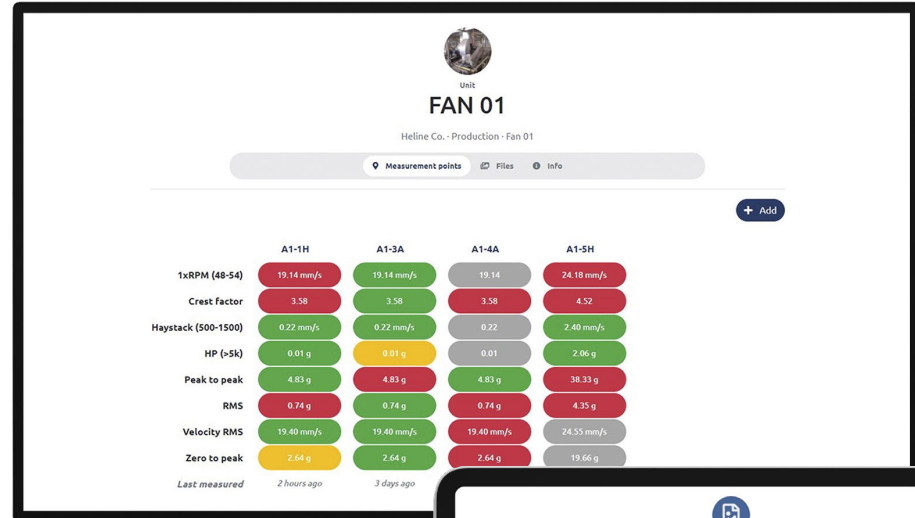 Unit
FAN 01
Heline Co. · Production · Fan 01
Measurement points Files Info
+ Add
A1-1H A1-3A A1-4A A1-5H
1xRPM (48-54) 19.14 mm/s 19.14 mm/s 19.14 24.18 mm/s
Crest factor 3.58 3.58 3.58 4.52
Haystack (500-1500) 0.22 mm/s 0.22 mm/s 0.22 2.40 mm/s
HP (>5k) 0.01 g 0.01 g 0.01 2.06 g
Peak to peak 4.83 g 4.83 g 4.83 g 38.33 g
RMS 0.74 g 0.74 g 0.74 g 4.35 g
Velocity RMS 19.40 mm/s 19.40 mm/s 19.40 mm/s 24.55 mm/s
Zero to peak 2.64 g 2.64 g 2.64 g 19.66 g
Last measured 2 hours ago 3 days ago